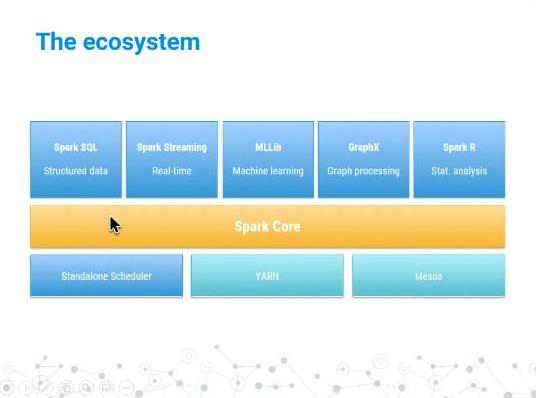 The ecosystem
Spark SQL
Structured data
Spark Streaming
Real-time
MLLib
Machine learning
GraphX
Graph processing
Spark R
Stat. analysis
Spark Core
Standalone Scheduler
YARN
Mesos